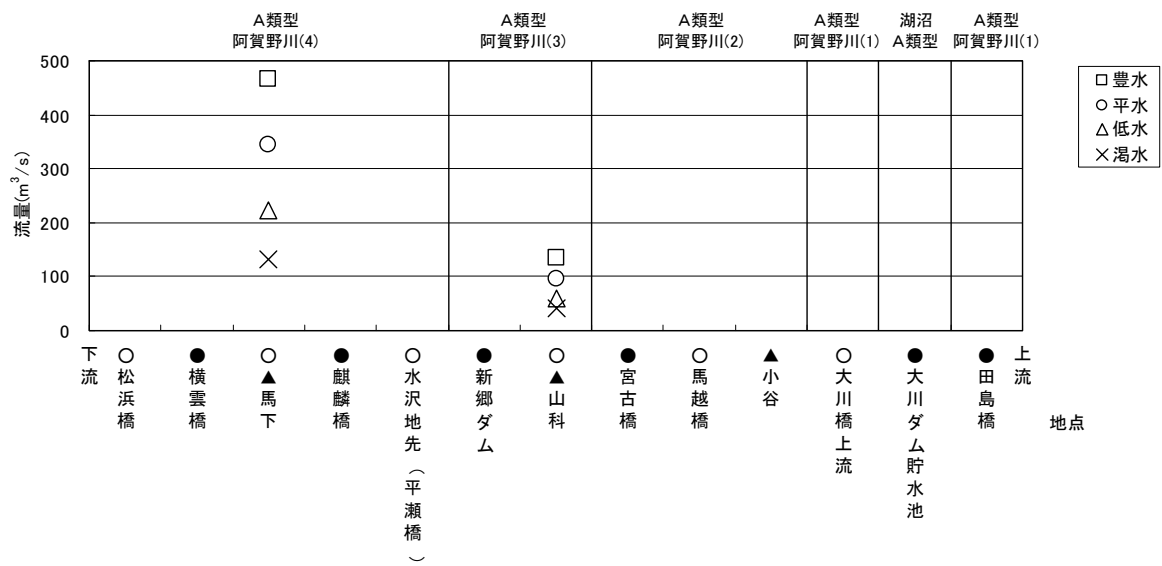 A類型
阿賀野川(4)
A類型
阿賀野川(3)
A類型
阿賀野川(2)
A類型
阿賀野川(1)
湖沼
A類型
A類型
阿賀野川(1)
流量(m³/s)
500
400
300
200
100
0
□豊水
○平水
△低水
×渇水
下流
○松浜橋
●横雲橋
○▲馬下
●麒麟橋
○水沢地先(平瀬橋)
●新郷ダム
○▲山科
●宮古橋
○馬越橋
▲小谷
○大川橋上流
●大川ダム貯水池
●田島橋
上流
地点